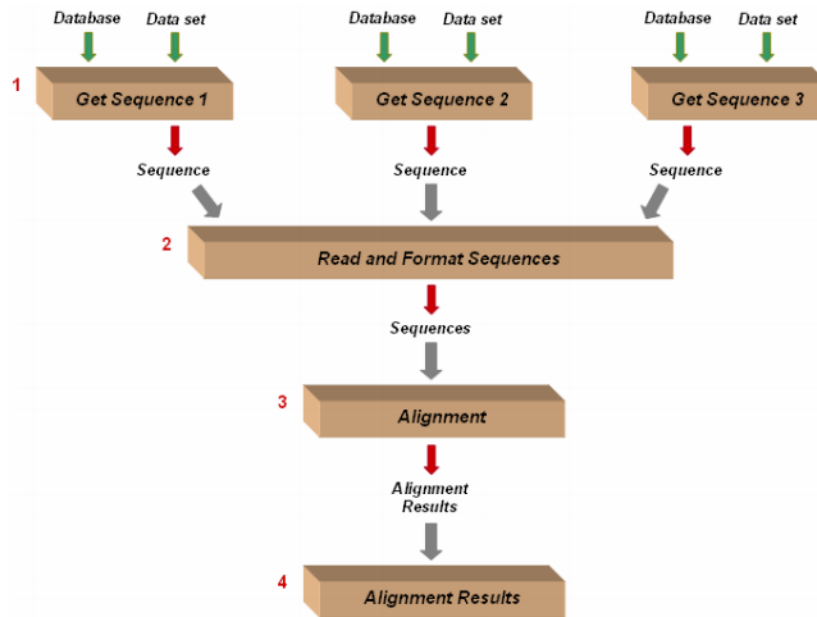 Database Data set Database Data set Database Data set
1 Get Sequence 1 Get Sequence 2 Get Sequence 3
Sequence Sequence Sequence
2 Read and Format Sequences
Sequences
3 Alignment
Alignment
Results
4 Alignment Results